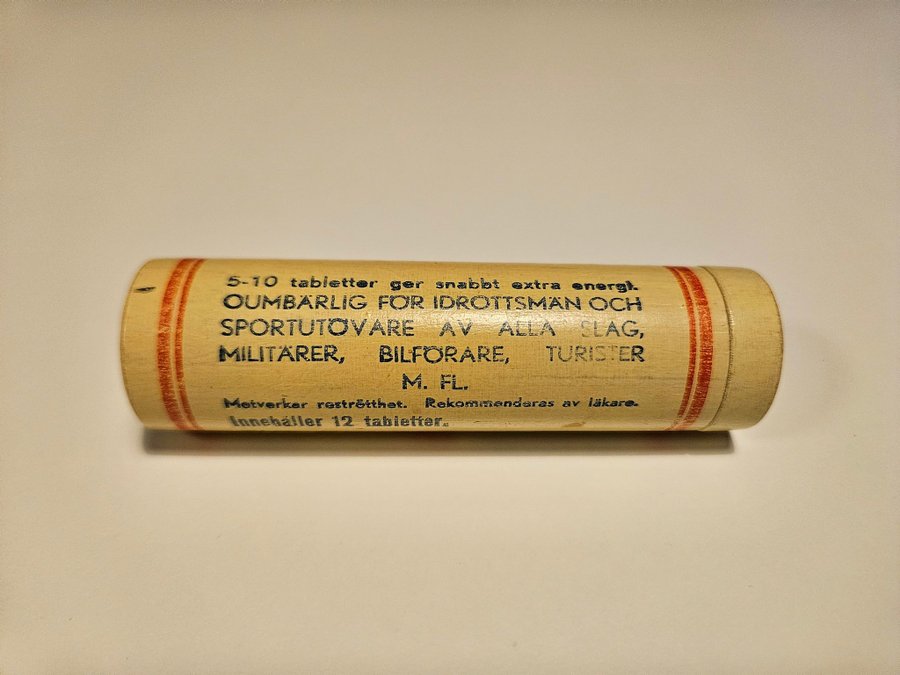 5-10 tabletter ger snabbt extra energi.
OUMBÄRLIG FÖR IDROTTSMÄN OCH
SPORTUTÖVARE AV ALLA SLAG,
MILITÄRER, BILFÖRARE, TURISTER
M. FL.
Motverkar reströtthet. Rekommenderas av läkare.
Innehåller 12 tabletter.